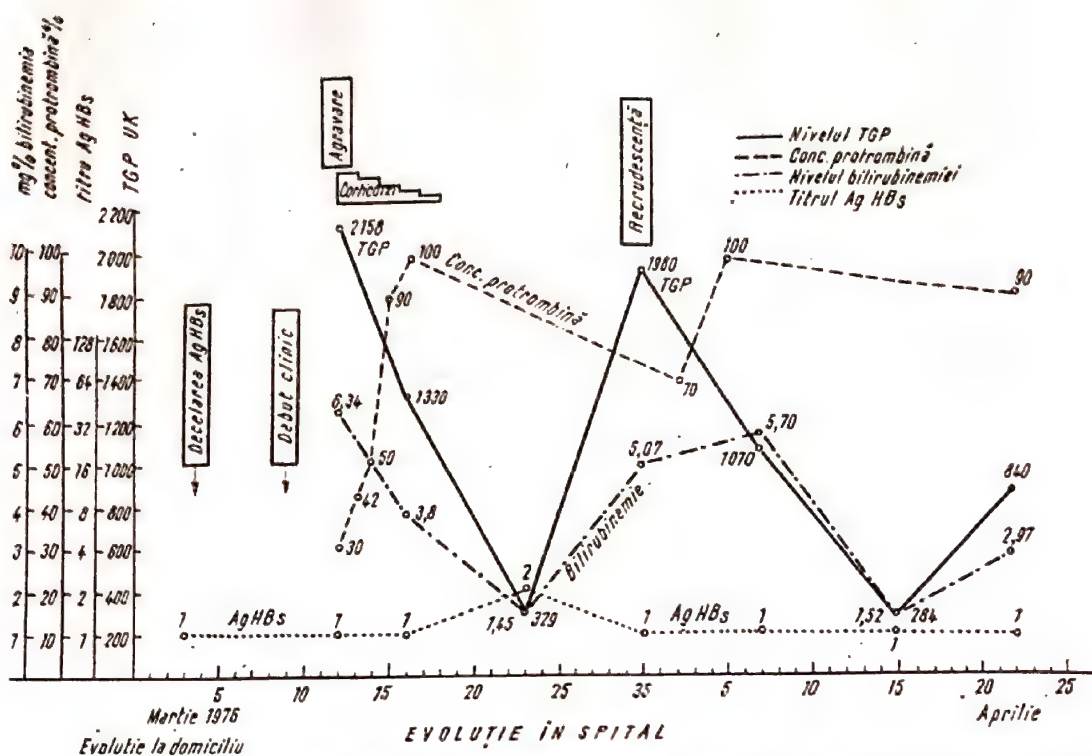 mg% bilirubinemia
concent. protrombină %
titru Ag HBs
TGP UK
Agravare
Corticoizi
Recrudescență
Nivelul TGP
Conc. protrombină
Nivelul bilirubinemiei
Titrul Ag HBs
Decelarea AgHBs
Debut clinic
10 100 2200
9 90 2000
8 80 128 1800
7 70 64 1600
6 60 32 1400
5 50 16 1200
4 40 8 1000
3 30 4 800
2 20 2 600
1 10 1 400
200
2158
TGP
100
Conc. protrombină
90
1980
TGP
100
90
70
6,34
1330
50
42
3,8
30
5,07
5,70
1070
840
2,97
Bilirubinemie
2
1,45 329
1,52 284
1 AgHBs 1 1 1 AgHBs 1 1 1
5 10 15 20 25 35 5 10 15 20 25
Martie 1976
EVOLUȚIE ÎN SPITAL
Aprilie
Evolutie la domiciliu